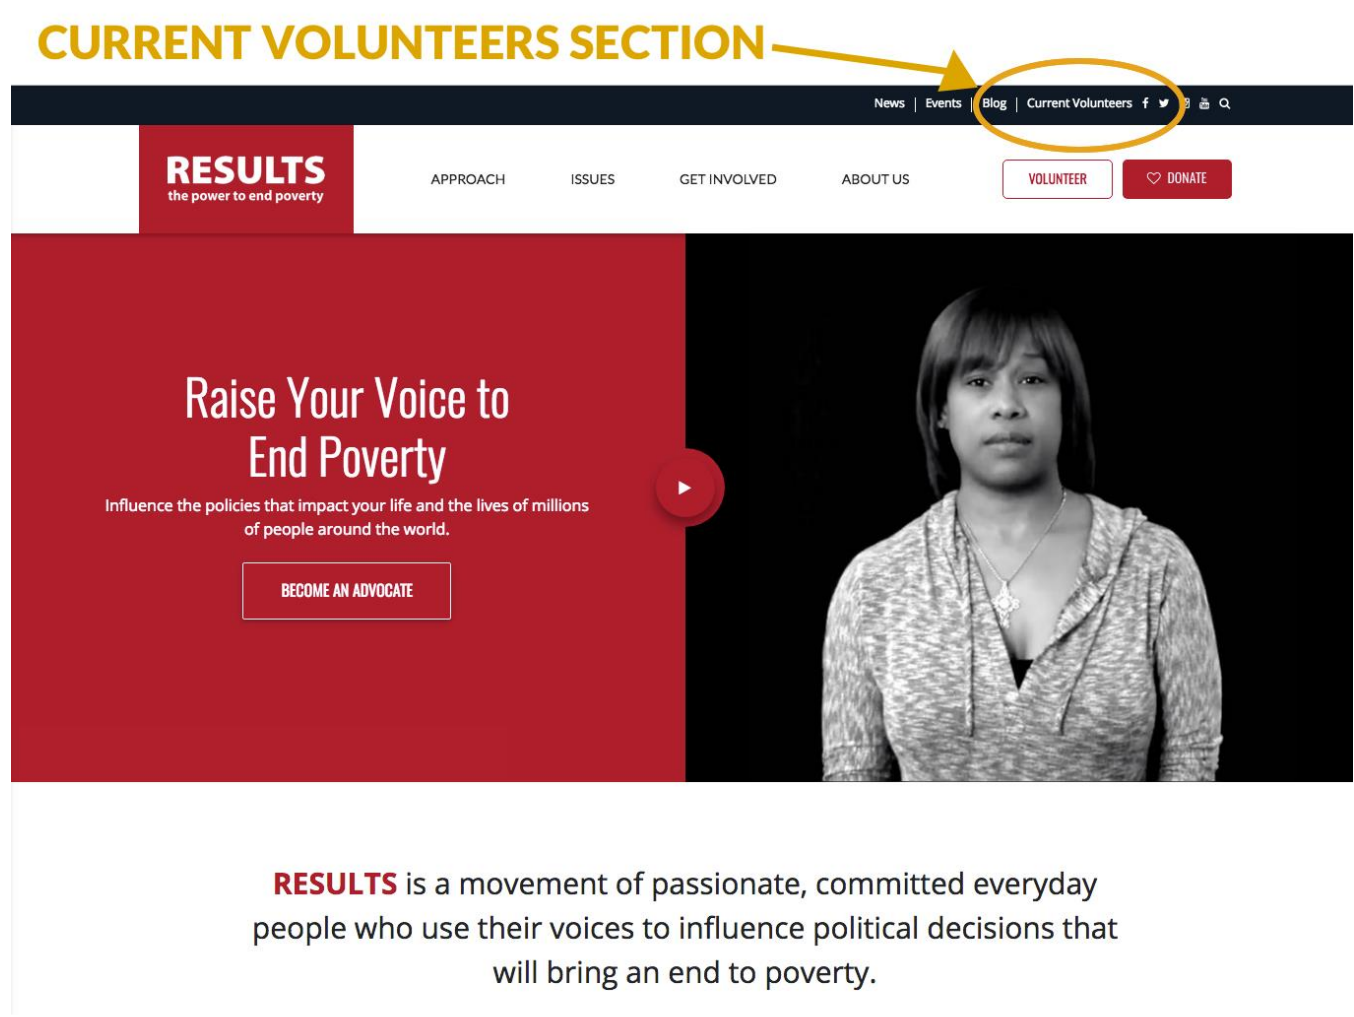 CURRENT VOLUNTEERS SECTION
News | Events | Blog | Current Volunteers
RESULTS
the power to end poverty
APPROACH
ISSUES
GET INVOLVED
ABOUT US
VOLUNTEER
DONATE
Raise Your Voice to
End Poverty
Influence the policies that impact your life and the lives of millions
of people around the world.
BECOME AN ADVOCATE
RESULTS is a movement of passionate, committed everyday
people who use their voices to influence political decisions that
will bring an end to poverty.